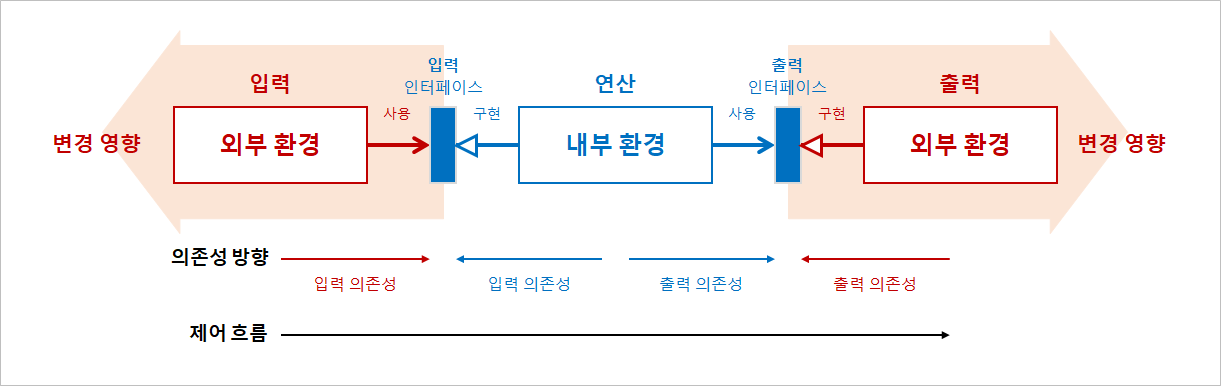 입력
인터페이스
출력
인터페이스
입력
연산
출력
사용
구현
사용
구현
변경 영향
외부 환경
내부 환경
외부 환경
변경 영향
의존성 방향
입력 의존성
입력 의존성
출력 의존성
출력 의존성
제어 흐름